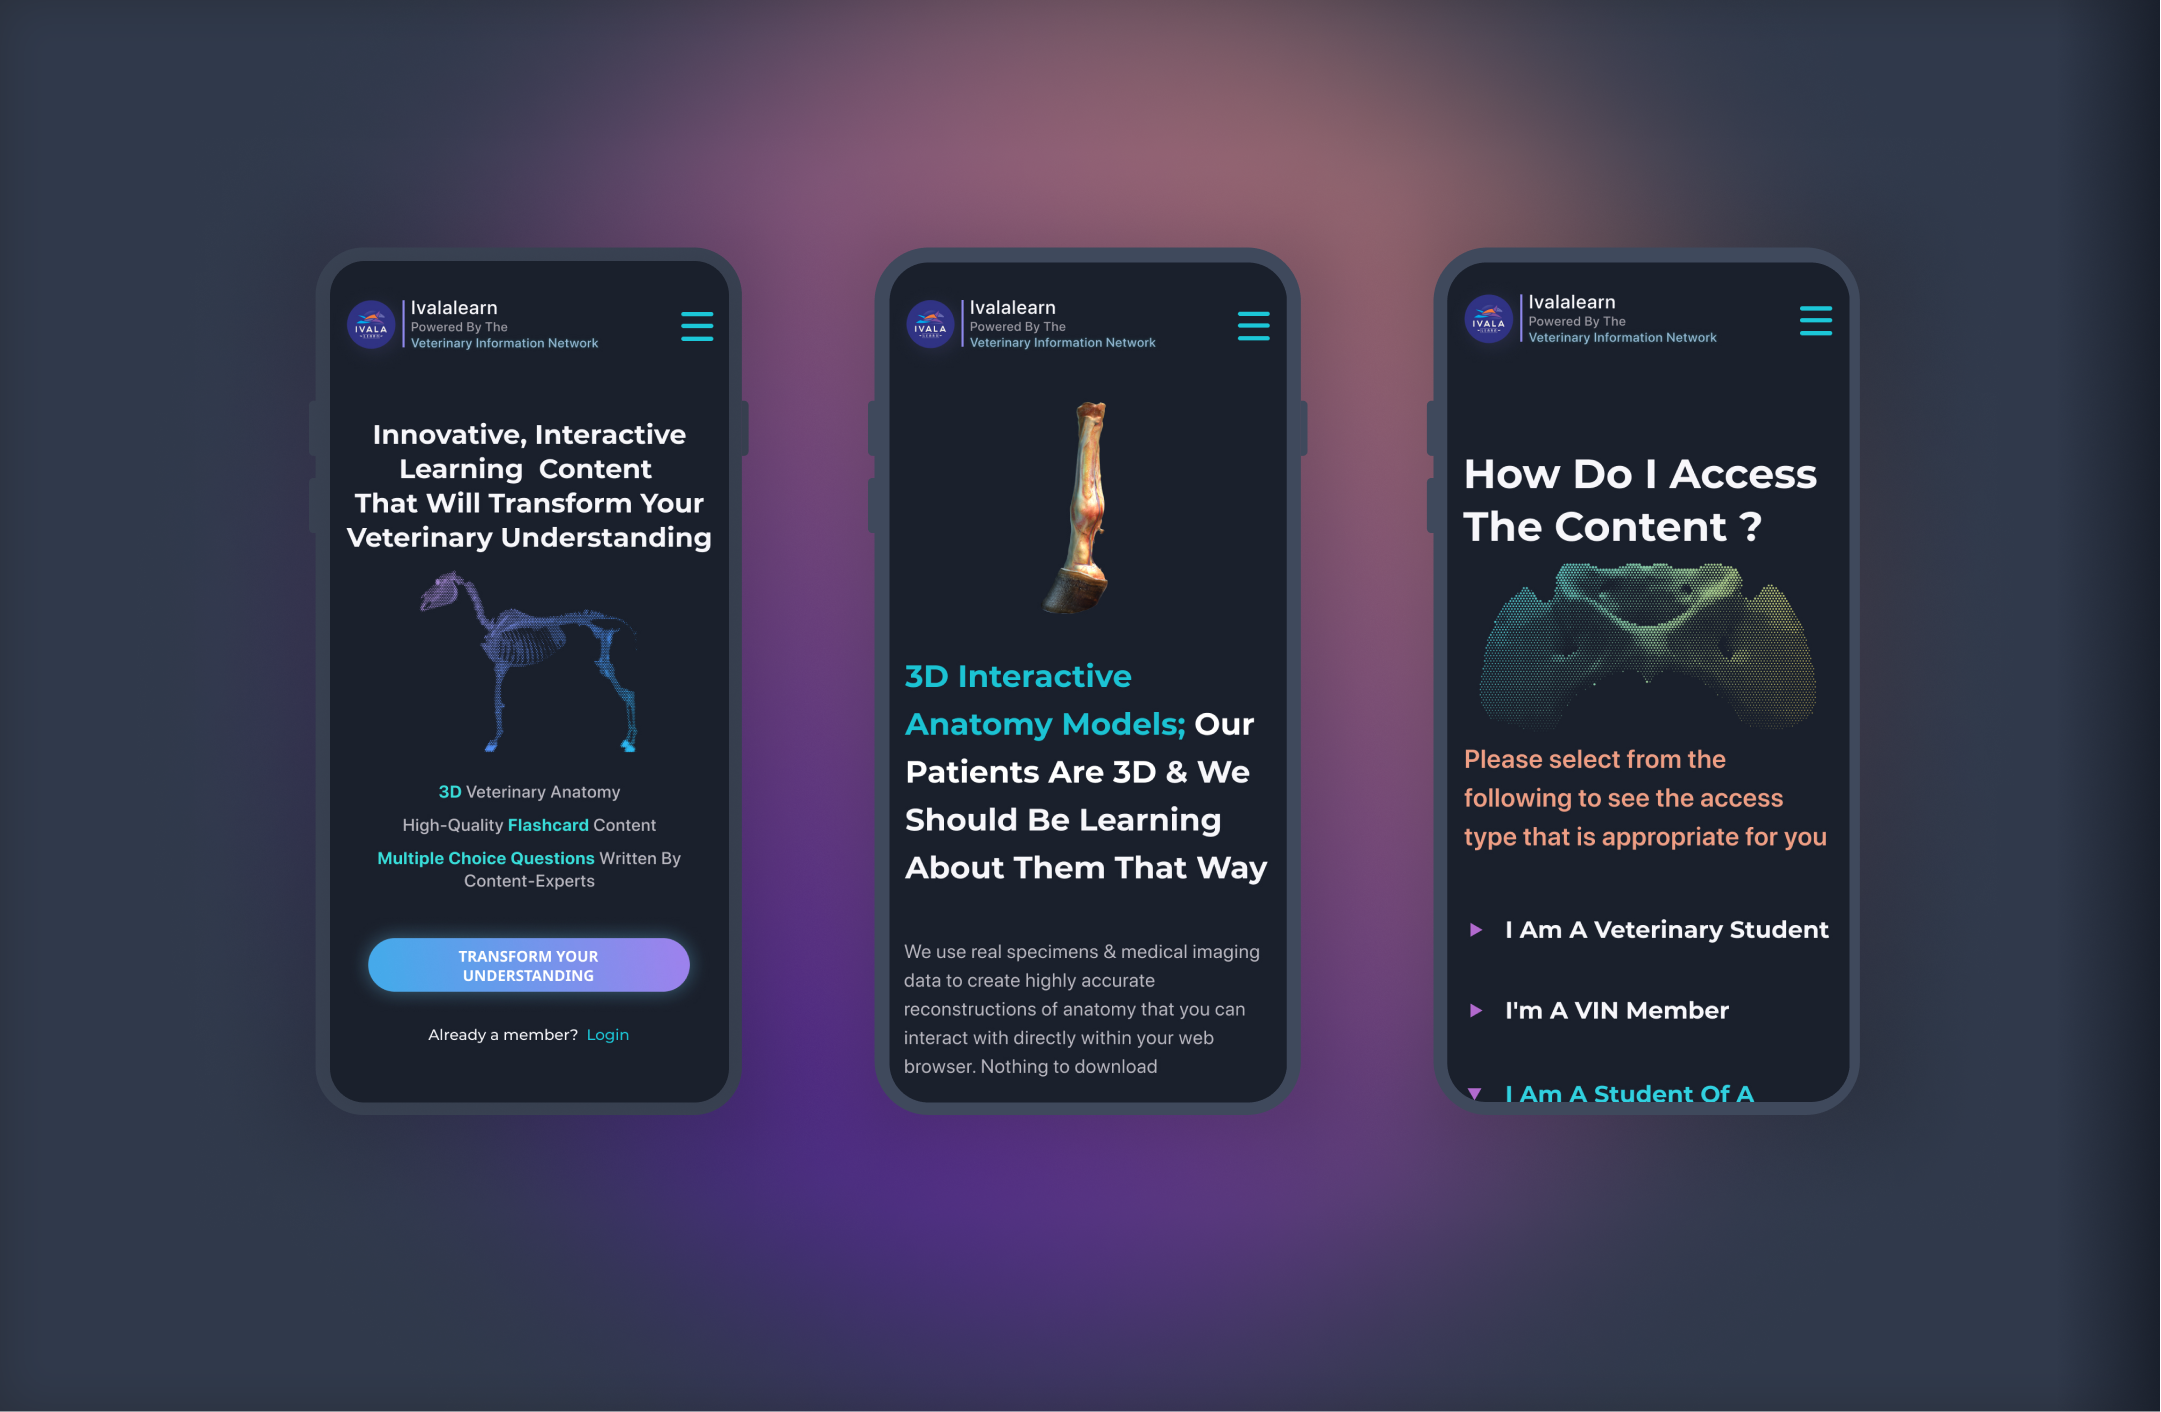 IVALA
LEARN
Ivalalearn
Powered By The
Veterinary Information Network
Innovative, Interactive
Learning Content
That Will Transform Your
Veterinary Understanding
3D Veterinary Anatomy
High-Quality Flashcard Content
Multiple Choice Questions Written By
Content-Experts
TRANSFORM YOUR
UNDERSTANDING
Already a member? Login
IVALA
LEARN
Ivalalearn
Powered By The
Veterinary Information Network
3D Interactive
Anatomy Models; Our
Patients Are 3D & We
Should Be Learning
About Them That Way
We use real specimens & medical imaging
data to create highly accurate
reconstructions of anatomy that you can
interact with directly within your web
browser. Nothing to download
IVALA
LEARN
Ivalalearn
Powered By The
Veterinary Information Network
How Do I Access
The Content ?
Please select from the
following to see the access
type that is appropriate for you
I Am A Veterinary Student
I'm A VIN Member
I Am A Student Of A